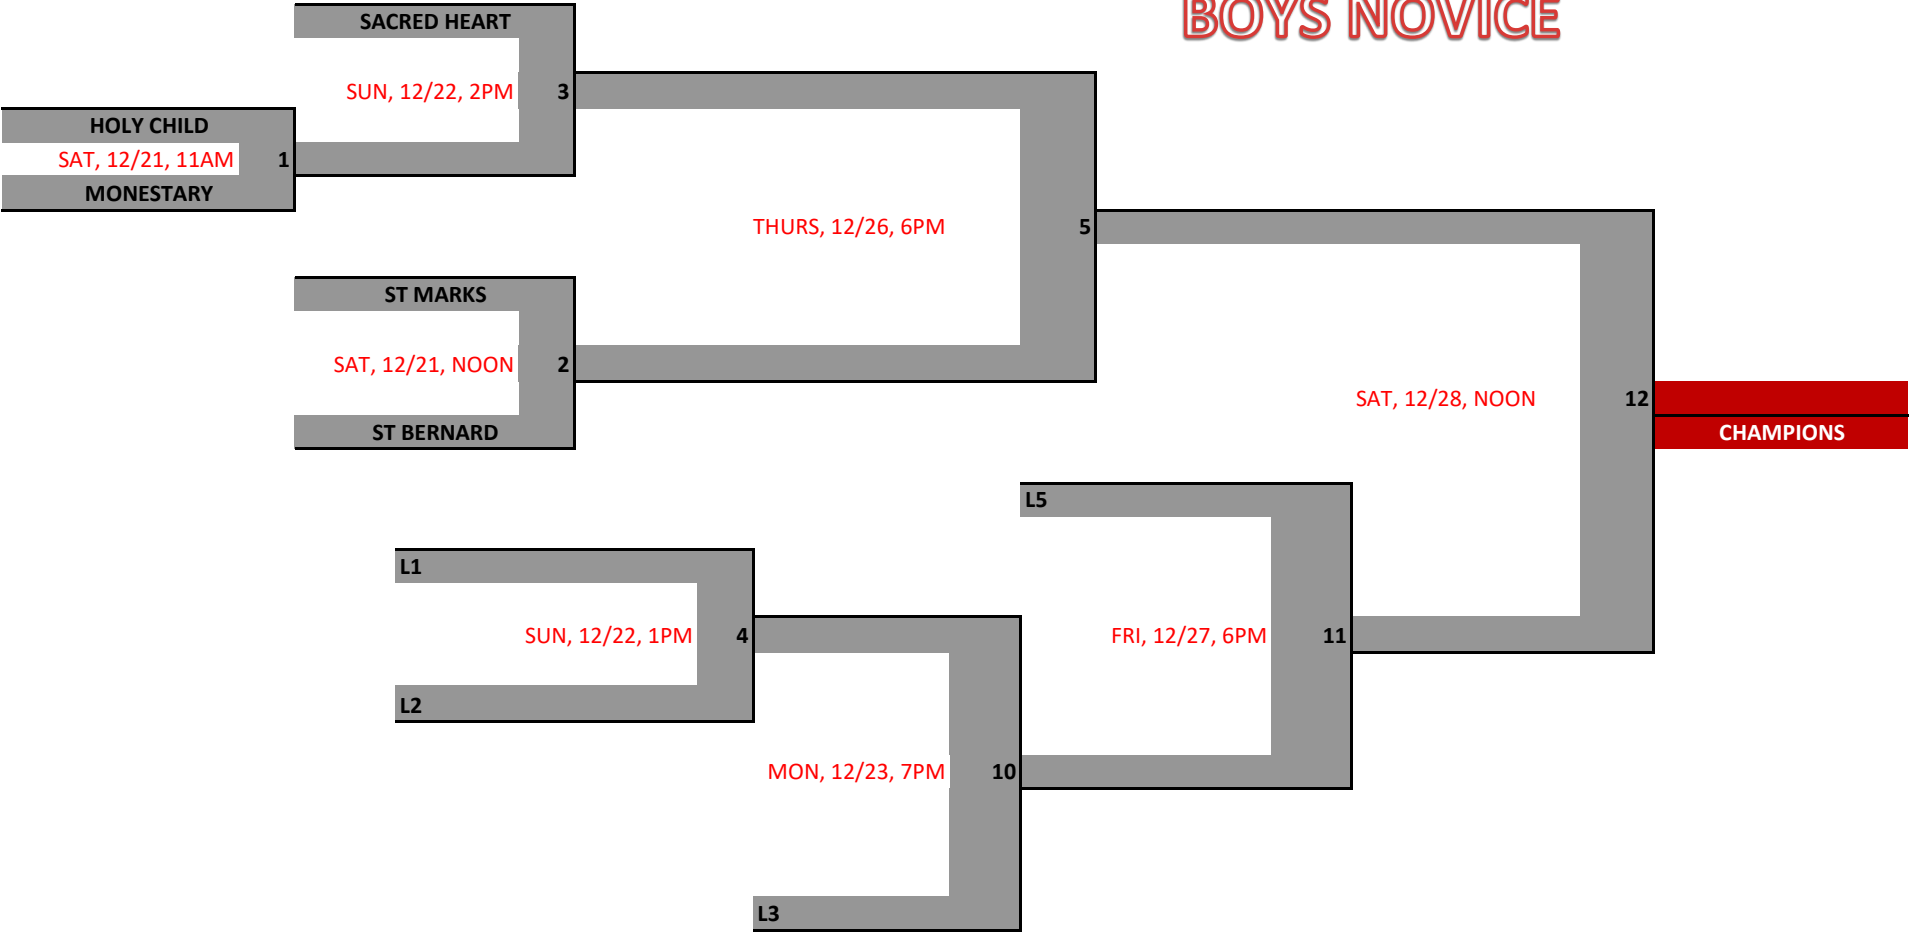 BOYS NOVICE
SACRED HEART
SUN, 12/22, 2PM 3
HOLY CHILD
SAT, 12/21, 11AM 1
MONESTARY
THURS, 12/26, 6PM 5
ST MARKS
SAT, 12/21, NOON 2
SAT, 12/28, NOON 12
ST BERNARD
CHAMPIONS
L5
L1
SUN, 12/22, 1PM 4
FRI, 12/27, 6PM 11
L2
MON, 12/23, 7PM 10
L3